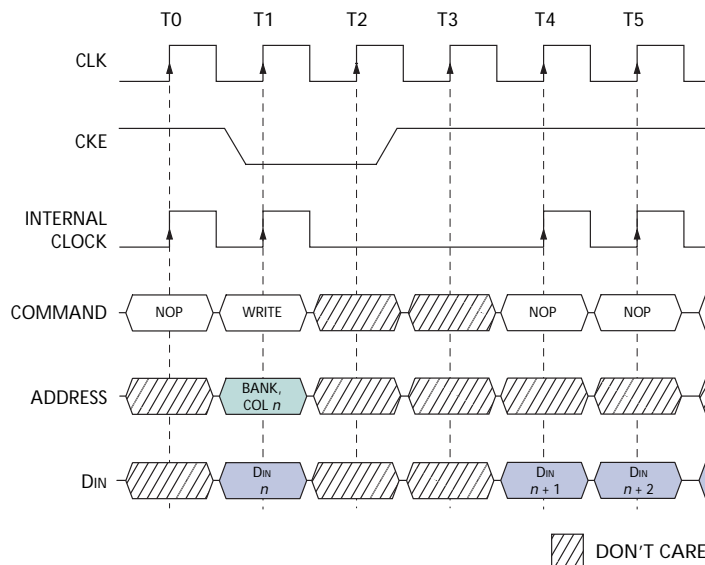 T0 T1 T2 T3 T4 T5
CLK
CKE
INTERNAL
CLOCK
COMMAND NOP WRITE NOP NOP
ADDRESS BANK,
COL n
DIN DIN DIN DIN
n n + 1 n + 2
DON'T CARE